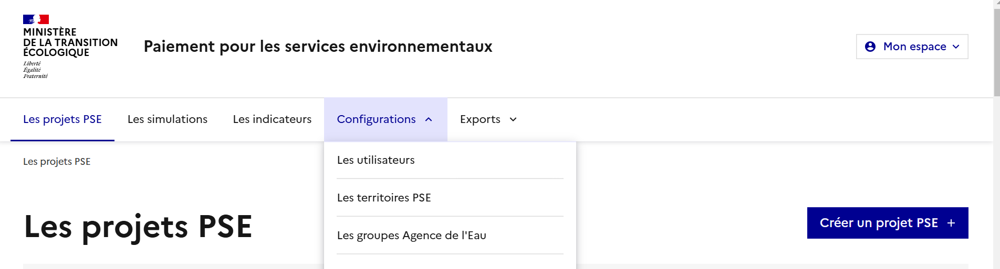 MINISTÈRE
DE LA TRANSITION
ÉCOLOGIQUE
Liberté
Égalité
Fraternité
Paiement pour les services environnementaux
Mon espace
Les projets PSE
Les simulations
Les indicateurs
Configurations
Exports
Les projets PSE
Les utilisateurs
Les territoires PSE
Les groupes Agence de l'Eau
Les projets PSE
Créer un projet PSE +